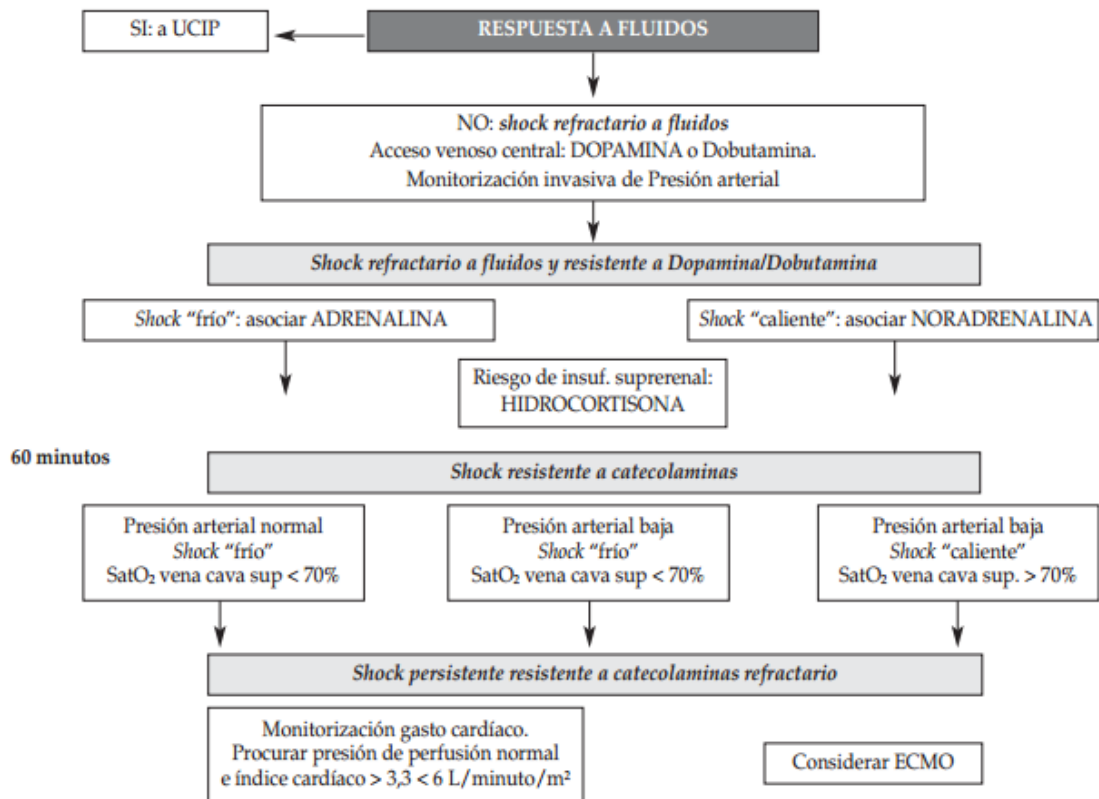 SI: a UCIP
RESPUESTA A FLUIDOS
NO: shock refractario a fluidos
Acceso venoso central: DOPAMINA o Dobutamina.
Monitorización invasiva de Presión arterial
Shock refractario a fluidos y resistente a Dopamina/Dobutamina
Shock “frío”: asociar ADRENALINA
Shock “caliente”: asociar NORADRENALINA
Riesgo de insuf. suprerenal:
HIDROCORTISONA
60 minutos
Shock resistente a catecolaminas
Presión arterial normal
Shock “frío”
SatO₂ vena cava sup < 70%
Presión arterial baja
Shock “frío”
SatO₂ vena cava sup < 70%
Presión arterial baja
Shock “caliente”
SatO₂ vena cava sup. > 70%
Shock persistente resistente a catecolaminas refractario
Monitorización gasto cardíaco.
Procurar presión de perfusión normal
e índice cardíaco > 3,3 < 6 L/minuto/m²
Considerar ECMO